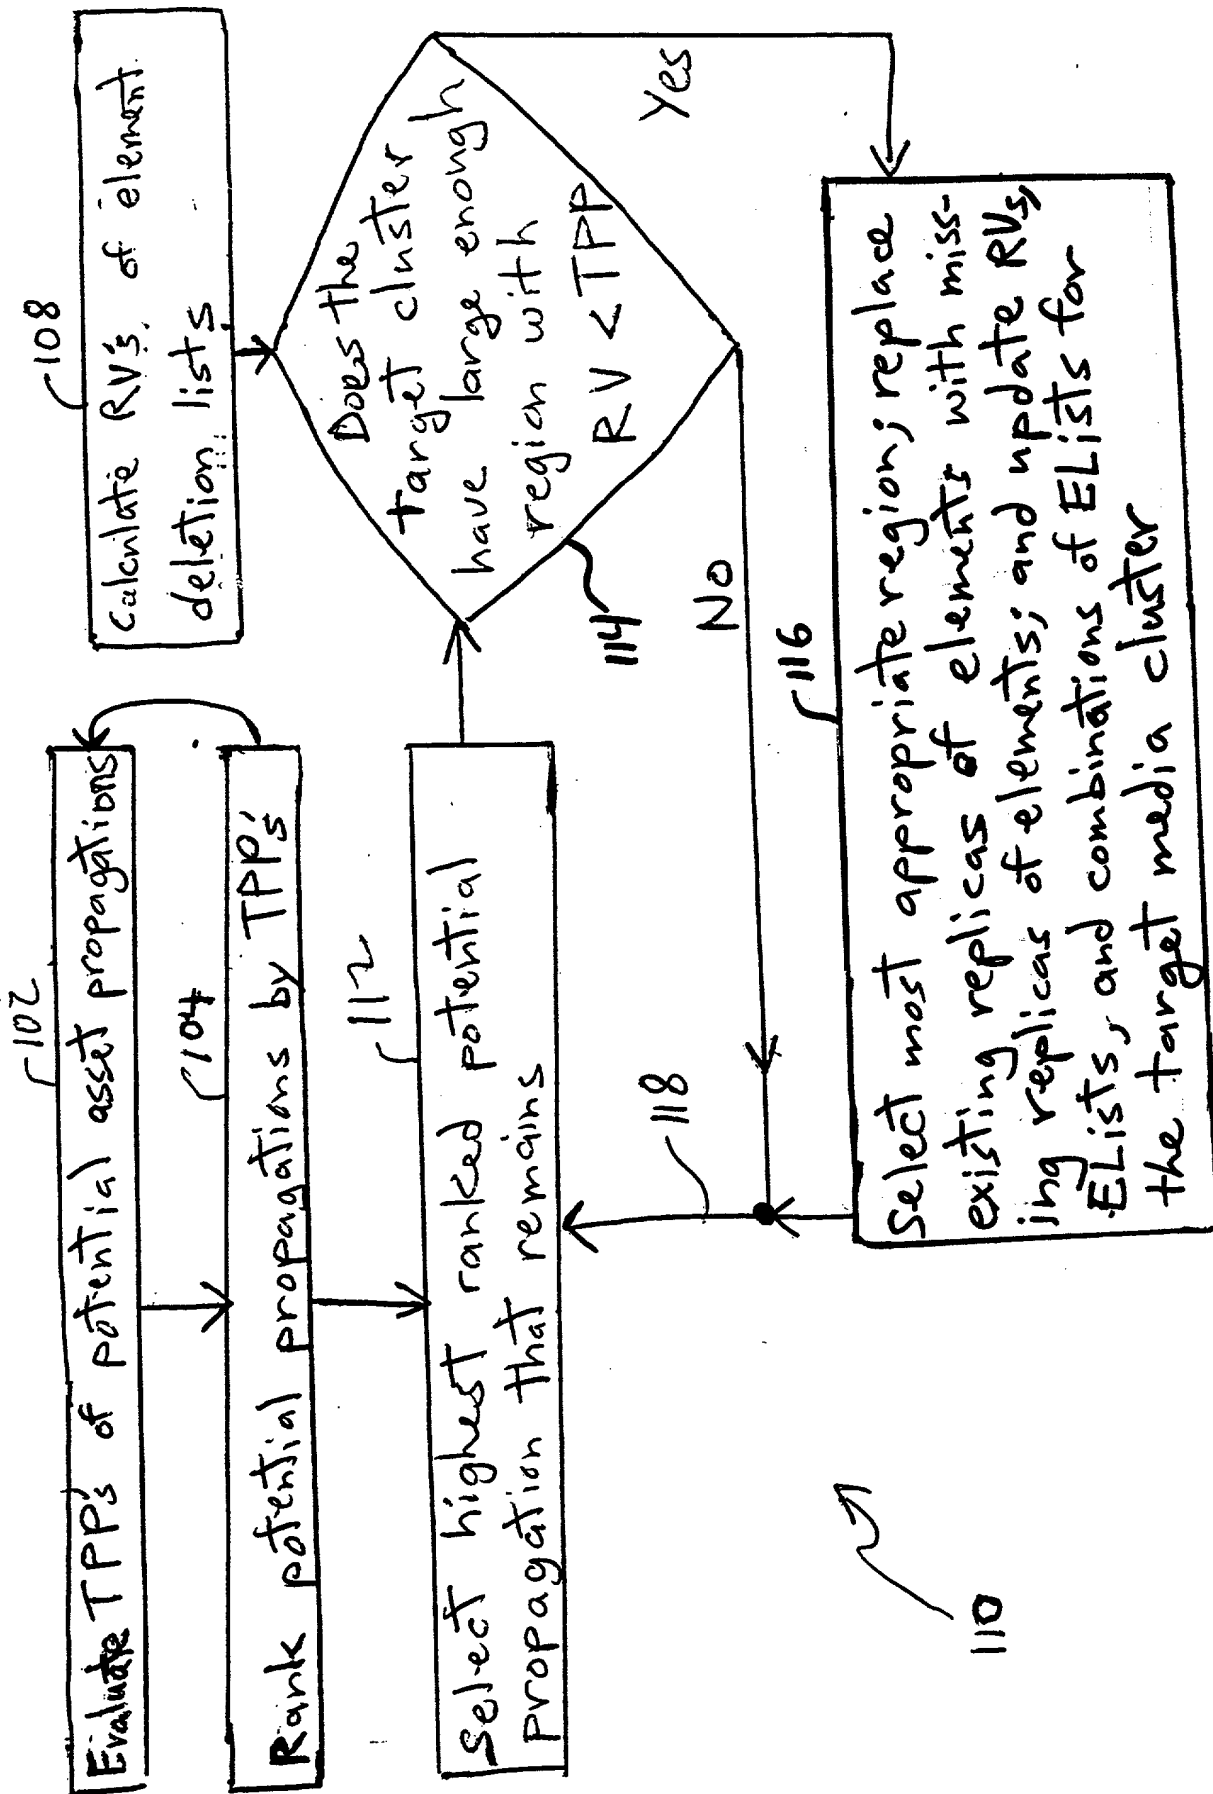 102
Evaluate TPP's of potential asset propagations
104
Rank potential propagations by TPP's
112
Select highest ranked potential
propagation that remains
108
Calculate RV's of element
deletion lists
Does the
target cluster
have large enough
region with
RV < TPP
114
Yes
No
116
Select most appropriate region; replace
existing replicas of elements with miss-
ing replicas of elements; and update RVs,
ELists, and combinations of ELists for
the target media cluster
118
110